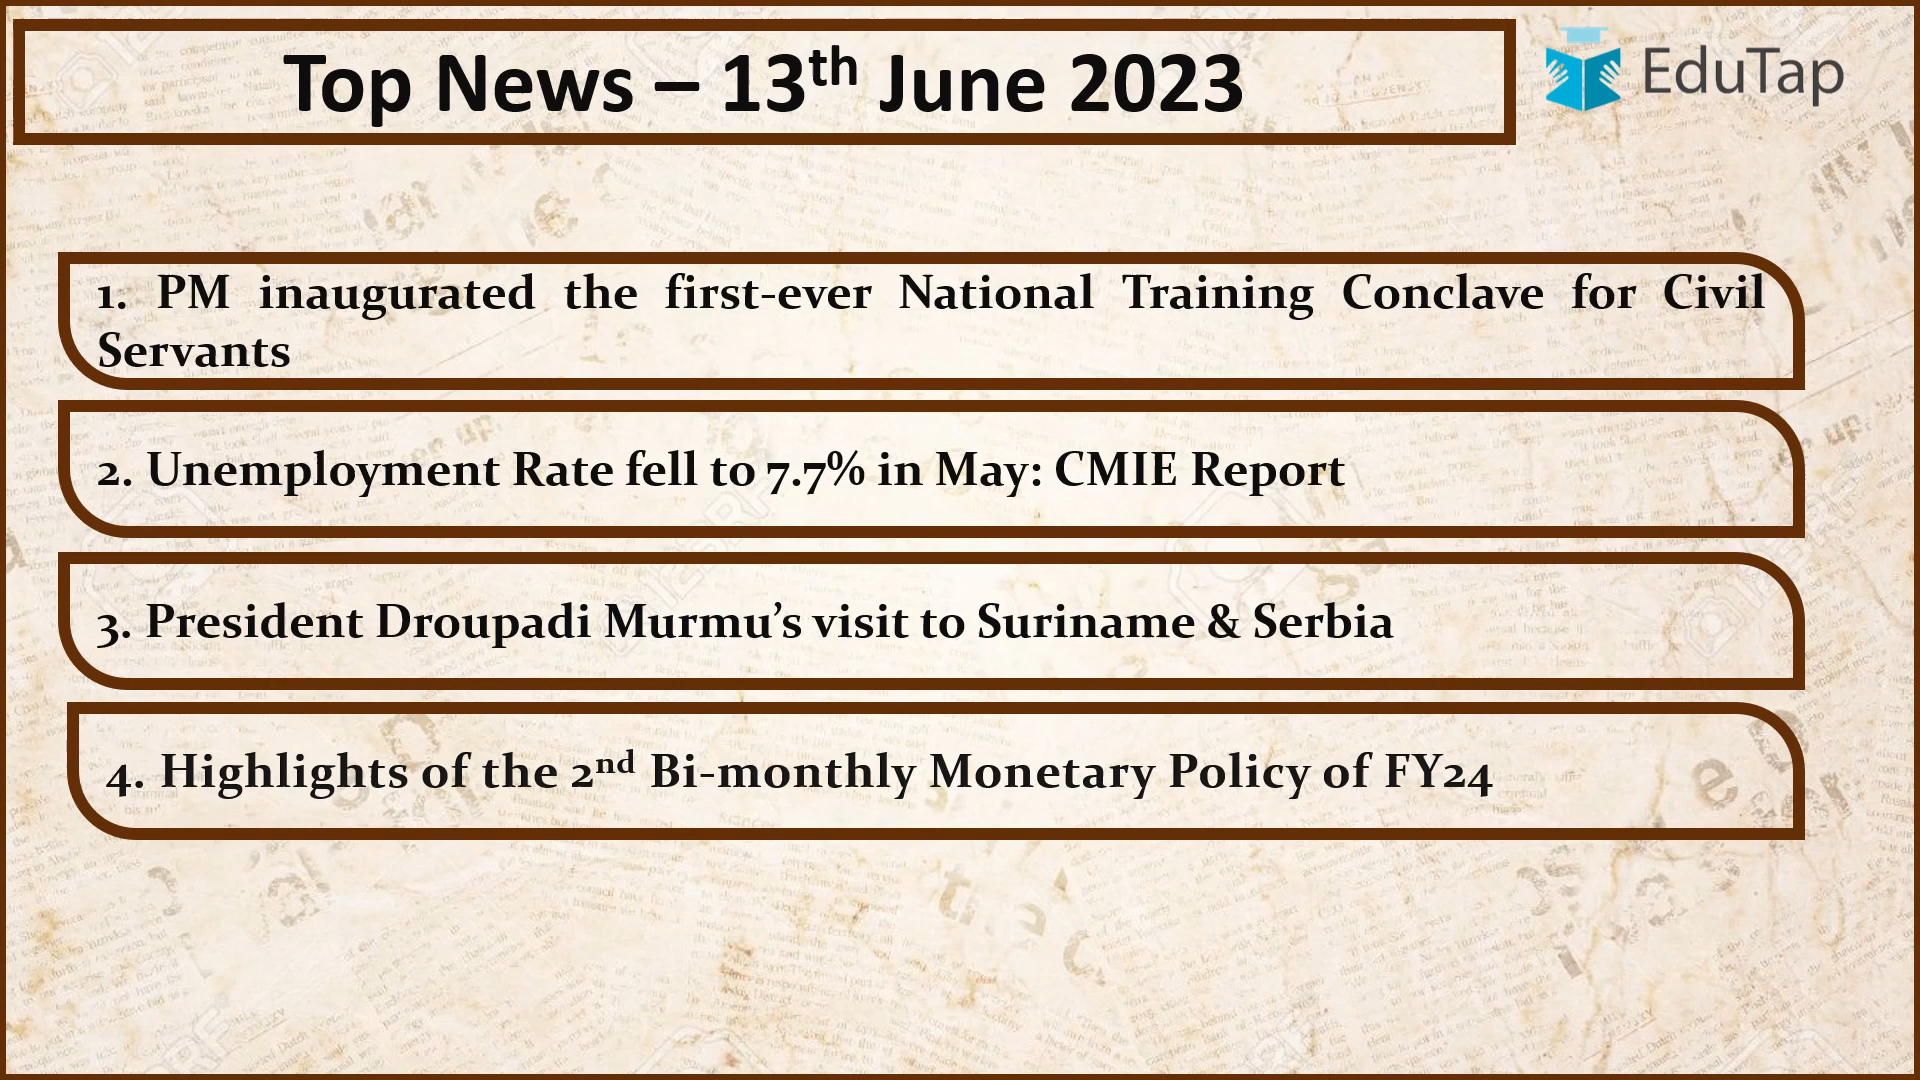 Top News – 13th June 2023
EduTap
1. PM inaugurated the first-ever National Training Conclave for Civil
Servants
2. Unemployment Rate fell to 7.7% in May: CMIE Report
3. President Droupadi Murmu’s visit to Suriname & Serbia
4. Highlights of the 2nd Bi-monthly Monetary Policy of FY24